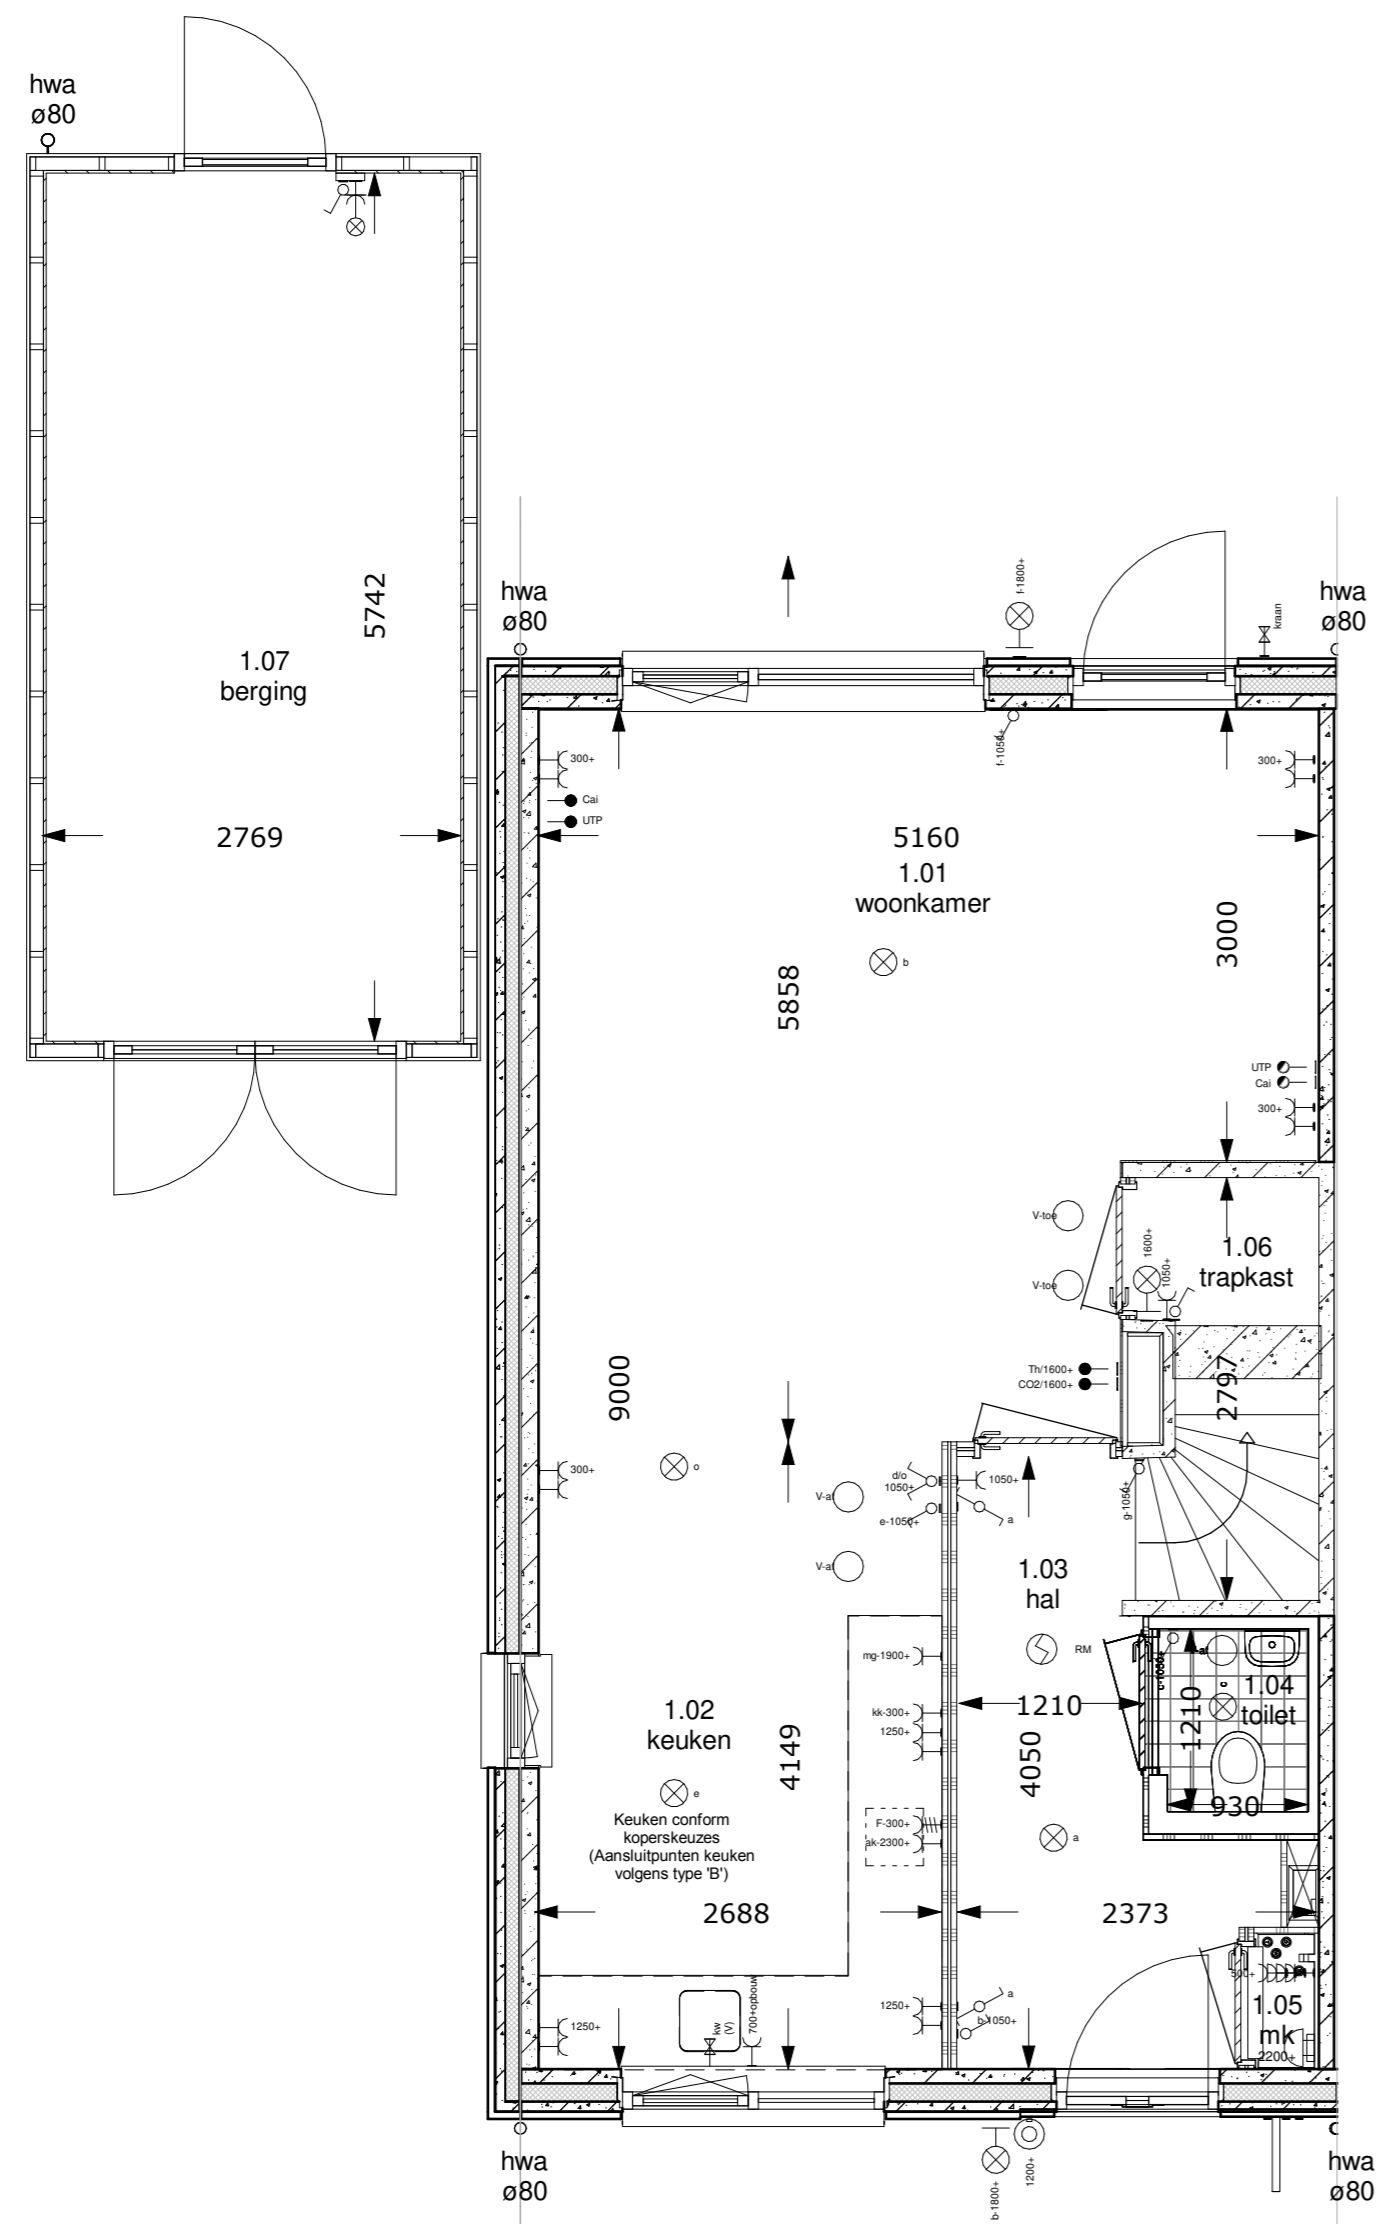 hwa
ø80
5742
1.07
berging
2769
hwa
ø80
f-1800+
kraan
hwa
ø80
f-1050+
300+
Cai
UTP
300+
5160
1.01
woonkamer
3000
5858
b
UTP
Cai
300+
V-toe
V-toe
1600+
1050+
1.06
trapkast
Th/1600+
CO2/1600+
2797
9000
300+
o
d/o
1050+
1050+
e-1050+
a
g-1050+
V-af
V-af
1.03
hal
RM
mg-1900+
kk-300+
1250+
1.02
keuken
4149
1210
4050
c-1050+
c
1.04
toilet
1210
930
e
Keuken conform
koperskeuzes
(Aansluitpunten keuken
volgens type 'B')
F-300+
ak-2300+
a
2688
2373
500+
1.05
mk
2200+
1250+
kw
(V)
700+opbouw
1250+
a
b-1050+
hwa
ø80
b-1800+
1200+
hwa
ø80